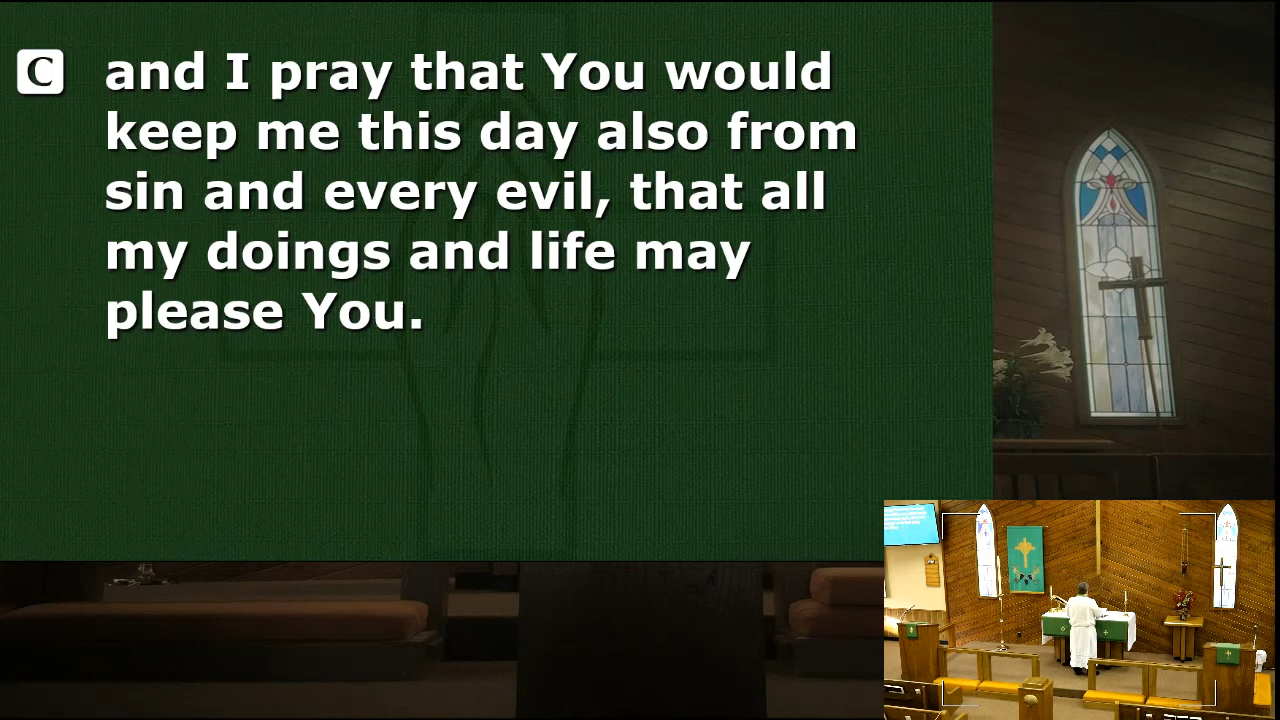 C and I pray that You would
keep me this day also from
sin and every evil, that all
my doings and life may
please You.